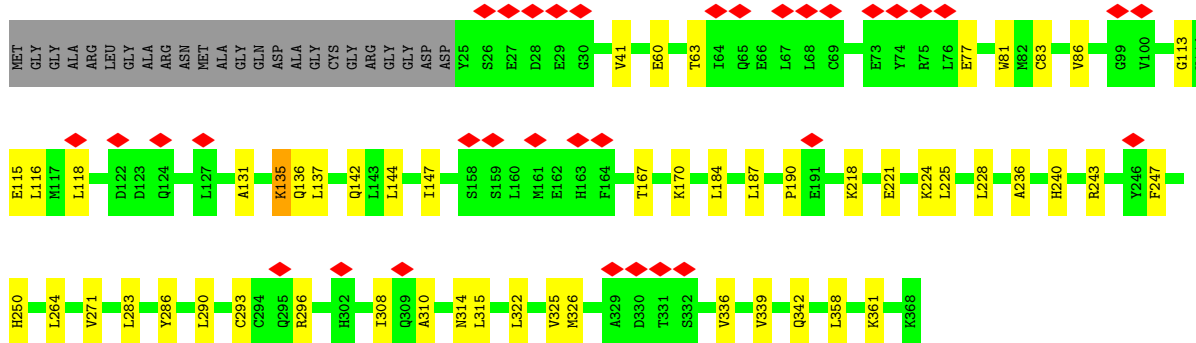 MET GLY GLY ALA ARG LEU GLY ALA ARG ASN MET ALA GLY GLN ASP ALA GLY CYS GLY ARG GLY GLY ASP ASP Y25 S26 E27 D28 E29 G30 V41 E60 T63 I64 Q65 E66 L67 L68 C69 E73 Y74 R75 L76 E77 W81 M82 C83 V86 G99 V100 G113
E115 L116 M117 L118 D122 D123 Q124 L127 A131 K135 Q136 L137 Q142 L143 L144 I147 S158 S159 L160 M161 E162 H163 F164 T167 K170 L184 L187 P190 E191 K218 E221 K224 L225 L228 A236 H240 R243 Y246 F247
H250 L264 V271 L283 Y286 L290 C293 C294 Q295 R296 H302 I308 Q309 A310 N314 L315 L322 V325 M326 A329 D330 T331 S332 V336 V339 Q342 L358 K361 K368